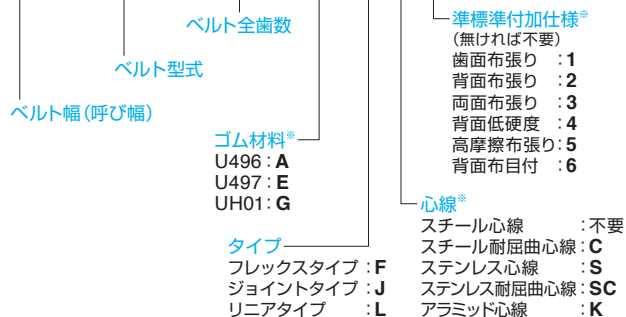 ベルト幅（呼び幅）
ベルト型式
ベルト全歯数
ゴム材料※
U496：A
U497：E
UH01：G
タイプ
フレックスタイプ：F
ジョイントタイプ：J
リニアタイプ：L
心線※
スチール心線：不要
スチール耐屈曲心線：C
ステンレス心線：S
ステンレス耐屈曲心線：SC
アラミッド心線：K
準標準付加仕様※
（無ければ不要）
歯面布張り：1
背面布張り：2
両面布張り：3
背面低硬度：4
高摩擦布張り：5
背面布目付：6